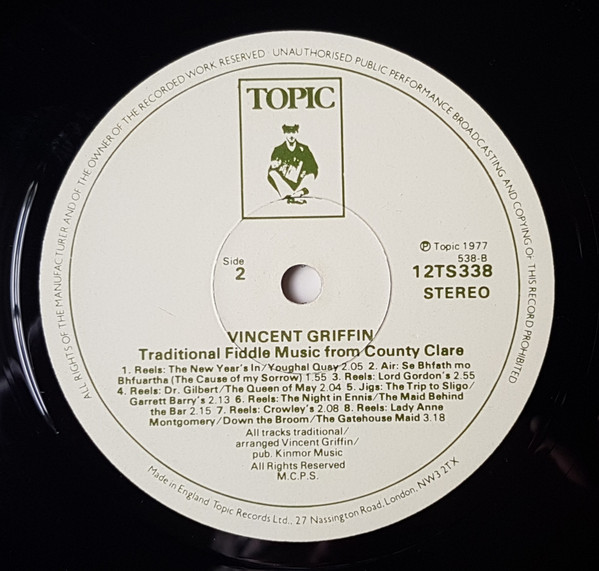 ALL RIGHTS OF THE MANUFACTURER AND OF THE OWNER OF THE RECORDED WORK RESERVED · UNAUTHORISED PUBLIC PERFORMANCE BROADCASTING AND COPYING OF THIS RECORD PROHIBITED
TOPIC
Side
2
℗ Topic 1977
538-B
12TS338
STEREO
VINCENT GRIFFIN
Traditional Fiddle Music from County Clare
1. Reels: The New Year's In/Youghal Quay 2.05 2. Air: Se Bhfath mo
Bhfuartha (The Cause of my Sorrow) 1.55 3. Reels: Lord Gordon's 2.55
4. Reels: Dr. Gilbert/The Queen of May 2.04 5. Jigs: The Trip to Sligo/
Garrett Barry's 2.13 6. Reels: The Night in Ennis/The Maid Behind
the Bar 2.15 7. Reels: Crowley's 2.08 8. Reels: Lady Anne
Montgomery/Down the Broom/The Gatehouse Maid 3.18
All tracks traditional/
arranged Vincent Griffin/
pub. Kinmor Music
All Rights Reserved
M.C.P.S.
Made in England Topic Records Ltd., 27 Nassington Road, London, NW3 2TX